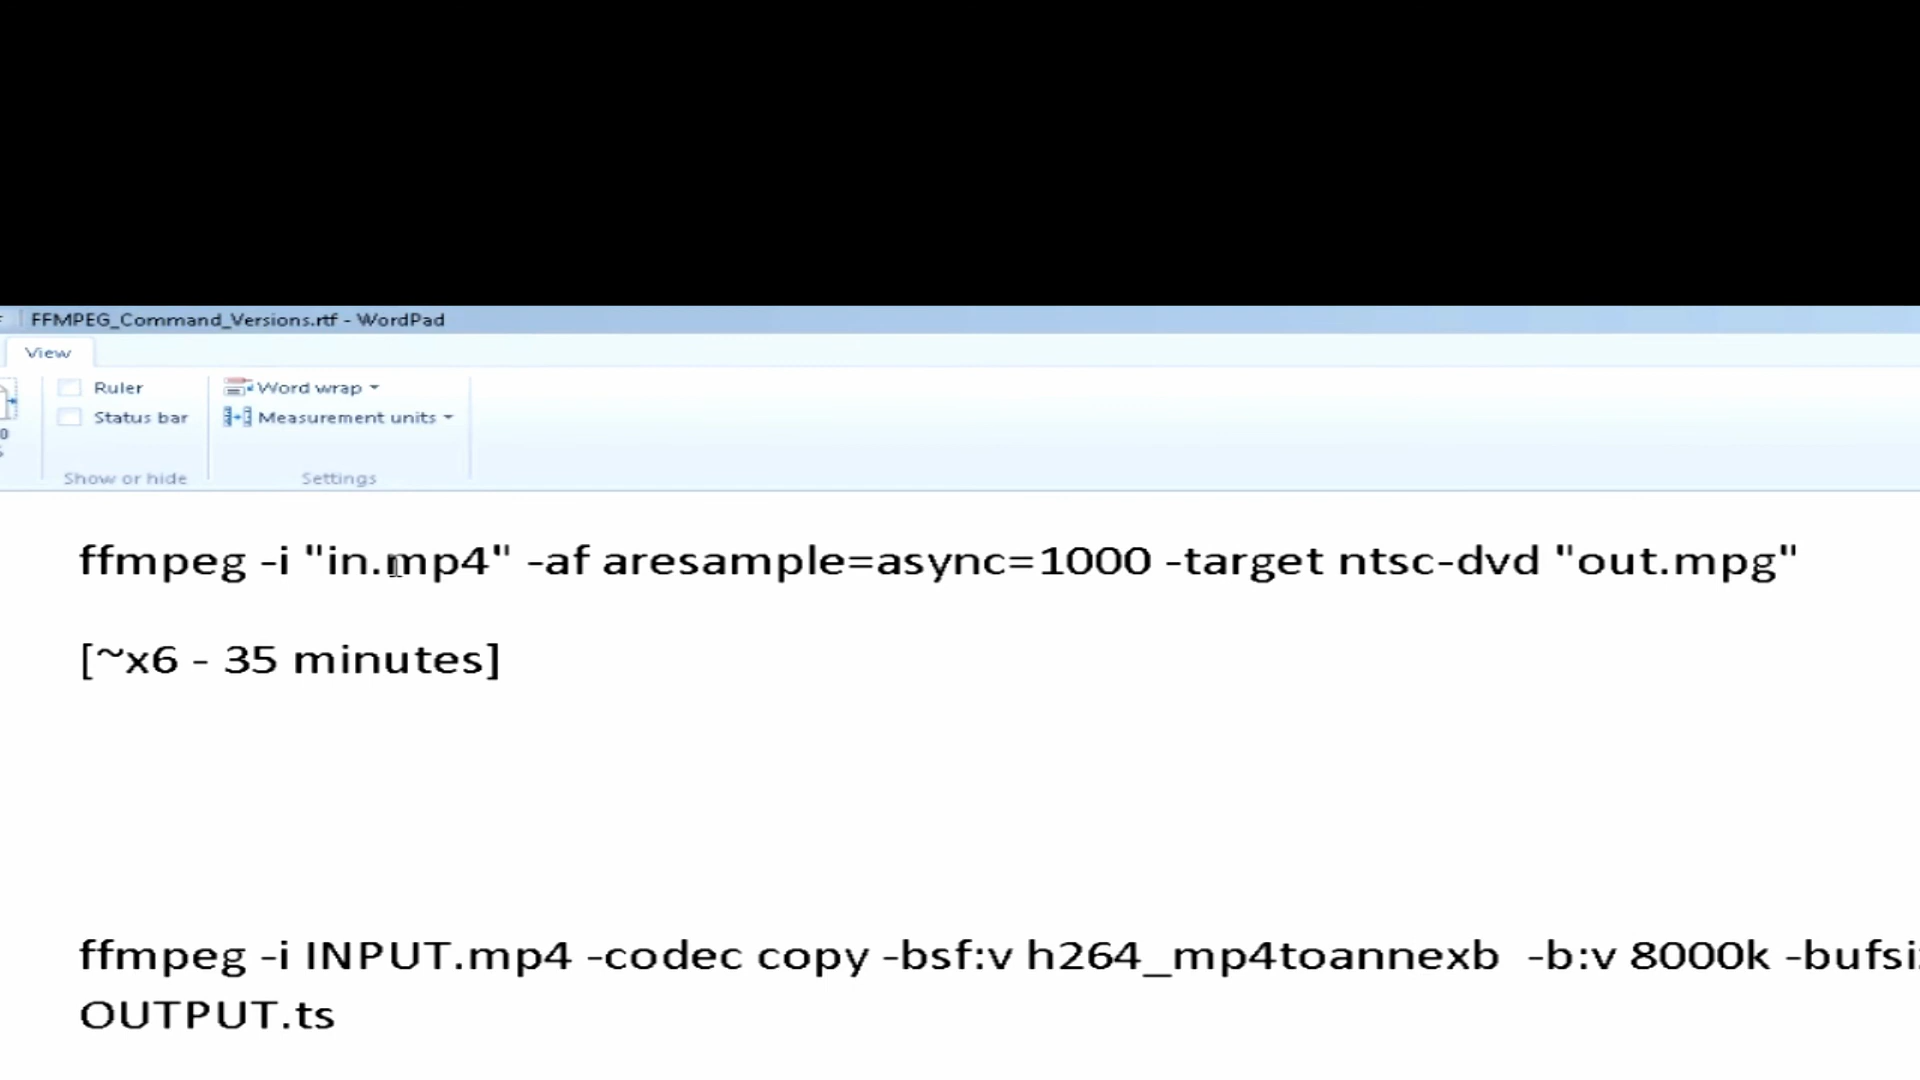 FFMPEG_Command_Versions.rtf - WordPad
View
Ruler
Word wrap
Status bar
Measurement units
Show or hide
Settings
ffmpeg -i "in.mp4" -af aresample=async=1000 -target ntsc-dvd "out.mpg"
[~x6 - 35 minutes]
ffmpeg -i INPUT.mp4 -codec copy -bsf:v h264_mp4toannexb -b:v 8000k
OUTPUT.ts